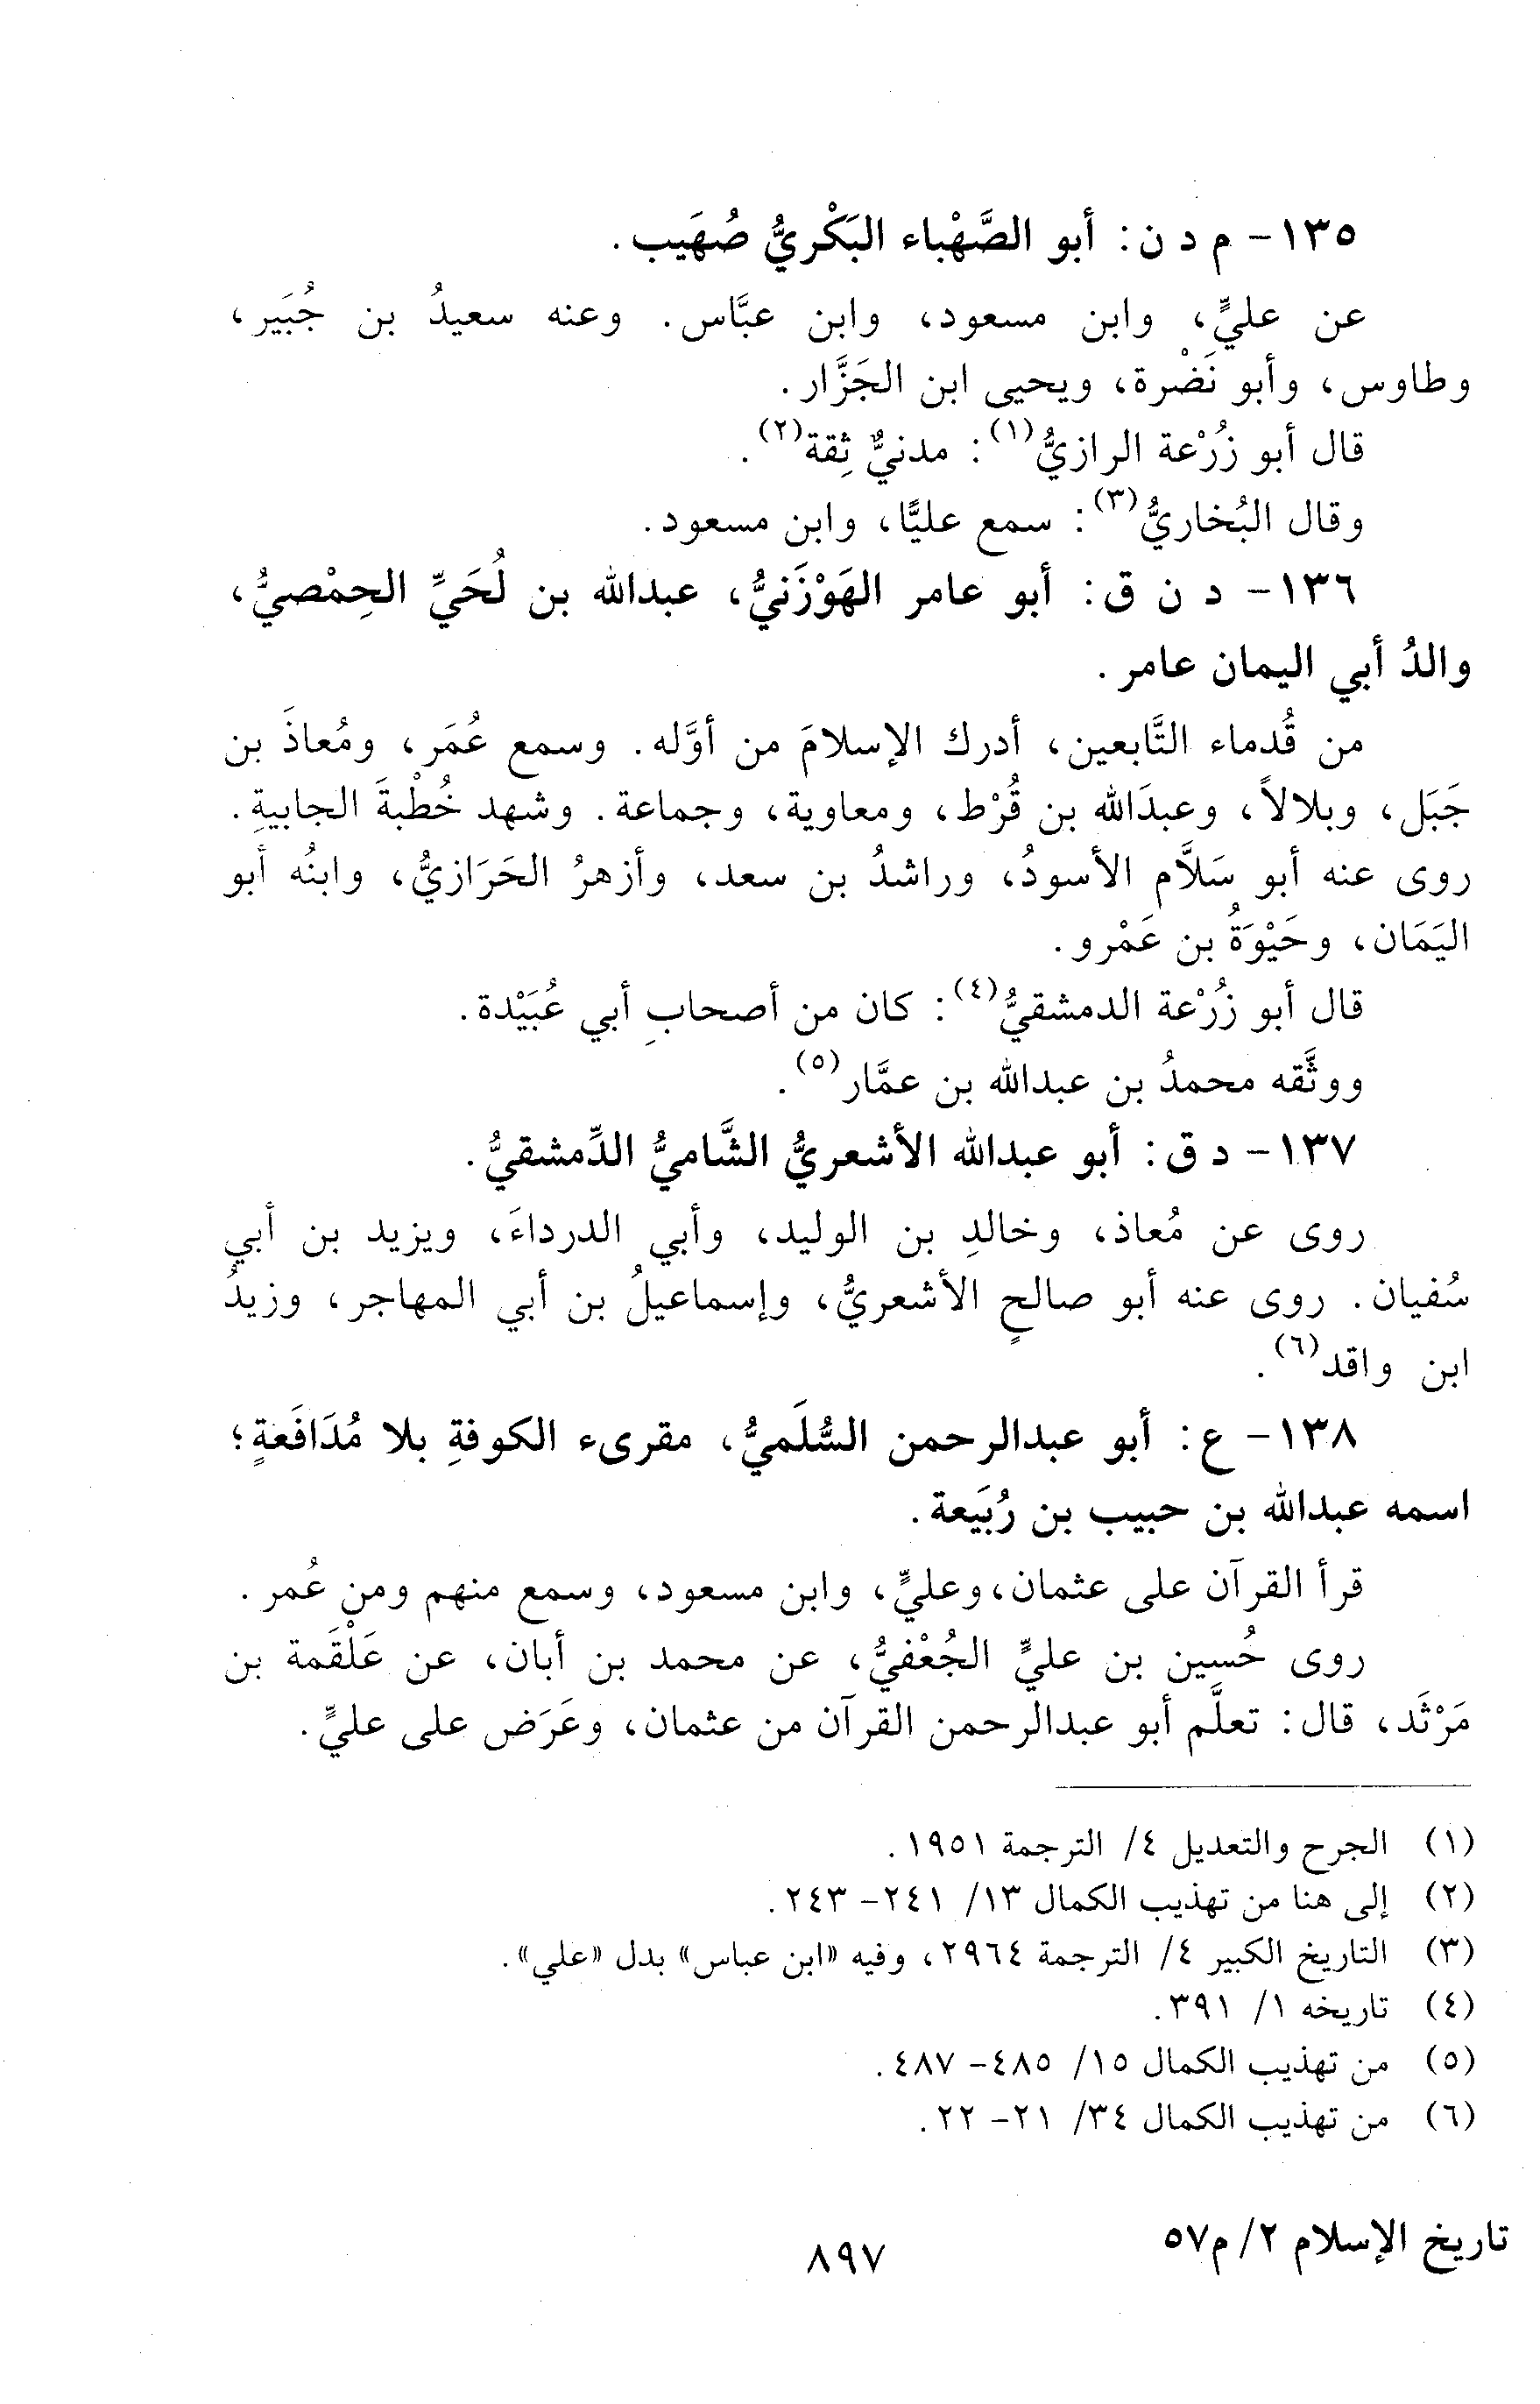 ١٣٥- م د ن: أبو الصَّهْباء البَكْريُّ صُهَيب.
عن عليٍّ، وابن مسعود، وابن عبَّاس. وعنه سعيدُ بن جُبَير،
وطاوس، وأبو نَضْرة، ويحيى ابن الجَزَّار.
قال أبو زُرْعة الرازيُّ(١): مدنيٌّ ثِقة(٢).
وقال البُخاريُّ(٣): سمع عليًّا، وابن مسعود.
١٣٦- د ن ق: أبو عامر الهَوْزَنيُّ، عبدالله بن لُحَيِّ الحِمْصيُّ،
والدُ أبي اليمان عامر.
من قُدماء التَّابعين، أدرك الإسلامَ من أوَّله. وسمع عُمَر، ومُعاذَ بن
جَبَل، وبلالاً، وعبدَالله بن قُرْط، ومعاوية، وجماعة. وشهد خُطْبةَ الجابيةِ.
روى عنه أبو سَلاَّم الأسودُ، وراشدُ بن سعد، وأزهرُ الحَرَازيُّ، وابنُه أبو
اليَمَان، وحَيْوَةُ بن عَمْرو.
قال أبو زُرْعة الدمشقيُّ(٤): كان من أصحابِ أبي عُبَيْدة.
ووثَّقه محمدُ بن عبدالله بن عمَّار(٥).
١٣٧- د ق: أبو عبدالله الأشعريُّ الشَّاميُّ الدِّمشقيُّ.
روى عن مُعاذ، وخالدِ بن الوليد، وأبي الدرداءَ، ويزيد بن أبي
سُفيان. روى عنه أبو صالحٍ الأشعريُّ، وإسماعيلُ بن أبي المهاجر، وزيدُ
ابن واقد(٦).
١٣٨- ع: أبو عبدالرحمن السُّلَميُّ، مقرىء الكوفةِ بلا مُدَافَعةٍ؛
اسمه عبدالله بن حبيب بن رُبَيعة.
قرأ القرآن على عثمان، وعليٍّ، وابن مسعود، وسمع منهم ومن عُمر.
روى حُسين بن عليٍّ الجُعْفيُّ، عن محمد بن أبان، عن عَلْقَمة بن
مَرْثَد، قال: تعلَّم أبو عبدالرحمن القرآن من عثمان، وعَرَض على عليٍّ.
(١) الجرح والتعديل ٤/ الترجمة ١٩٥١.
(٢) إلى هنا من تهذيب الكمال ١٣/ ٢٤١- ٢٤٣.
(٣) التاريخ الكبير ٤/ الترجمة ٢٩٦٤، وفيه «ابن عباس» بدل «علي».
(٤) تاريخه ١/ ٣٩١.
(٥) من تهذيب الكمال ١٥/ ٤٨٥- ٤٨٧.
(٦) من تهذيب الكمال ٣٤/ ٢١- ٢٢.
تاريخ الإسلام ٢/ م٥٧
٨٩٧